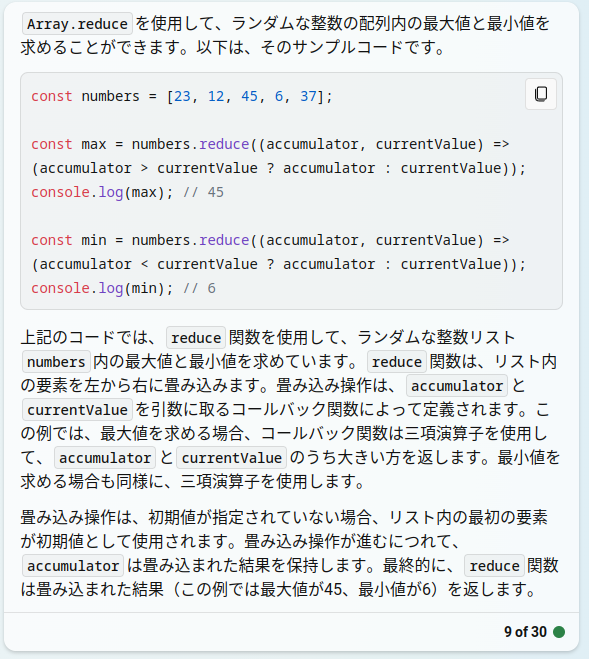 Array.reduce を使用して、ランダムな整数の配列内の最大値と最小値を
求めることができます。以下は、そのサンプルコードです。
const numbers = [23, 12, 45, 6, 37];
const max = numbers.reduce((accumulator, currentValue) =>
(accumulator > currentValue ? accumulator : currentValue));
console.log(max); // 45
const min = numbers.reduce((accumulator, currentValue) =>
(accumulator < currentValue ? accumulator : currentValue));
console.log(min); // 6
上記のコードでは、 reduce 関数を使用して、ランダムな整数リスト
numbers 内の最大値と最小値を求めています。 reduce 関数は、リスト内
の要素を左から右に畳み込みます。畳み込み操作は、 accumulator と
currentValue を引数に取るコールバック関数によって定義されます。こ
の例では、最大値を求める場合、コールバック関数は三項演算子を使用し
て、 accumulator と currentValue のうち大きい方を返します。最小値を
求める場合も同様に、三項演算子を使用します。
畳み込み操作は、初期値が指定されていない場合、リスト内の最初の要素
が初期値として使用されます。畳み込み操作が進むにつれて、
accumulator は畳み込まれた結果を保持します。最終的に、 reduce 関数
は畳み込まれた結果（この例では最大値が45、最小値が6）を返します。
9 of 30